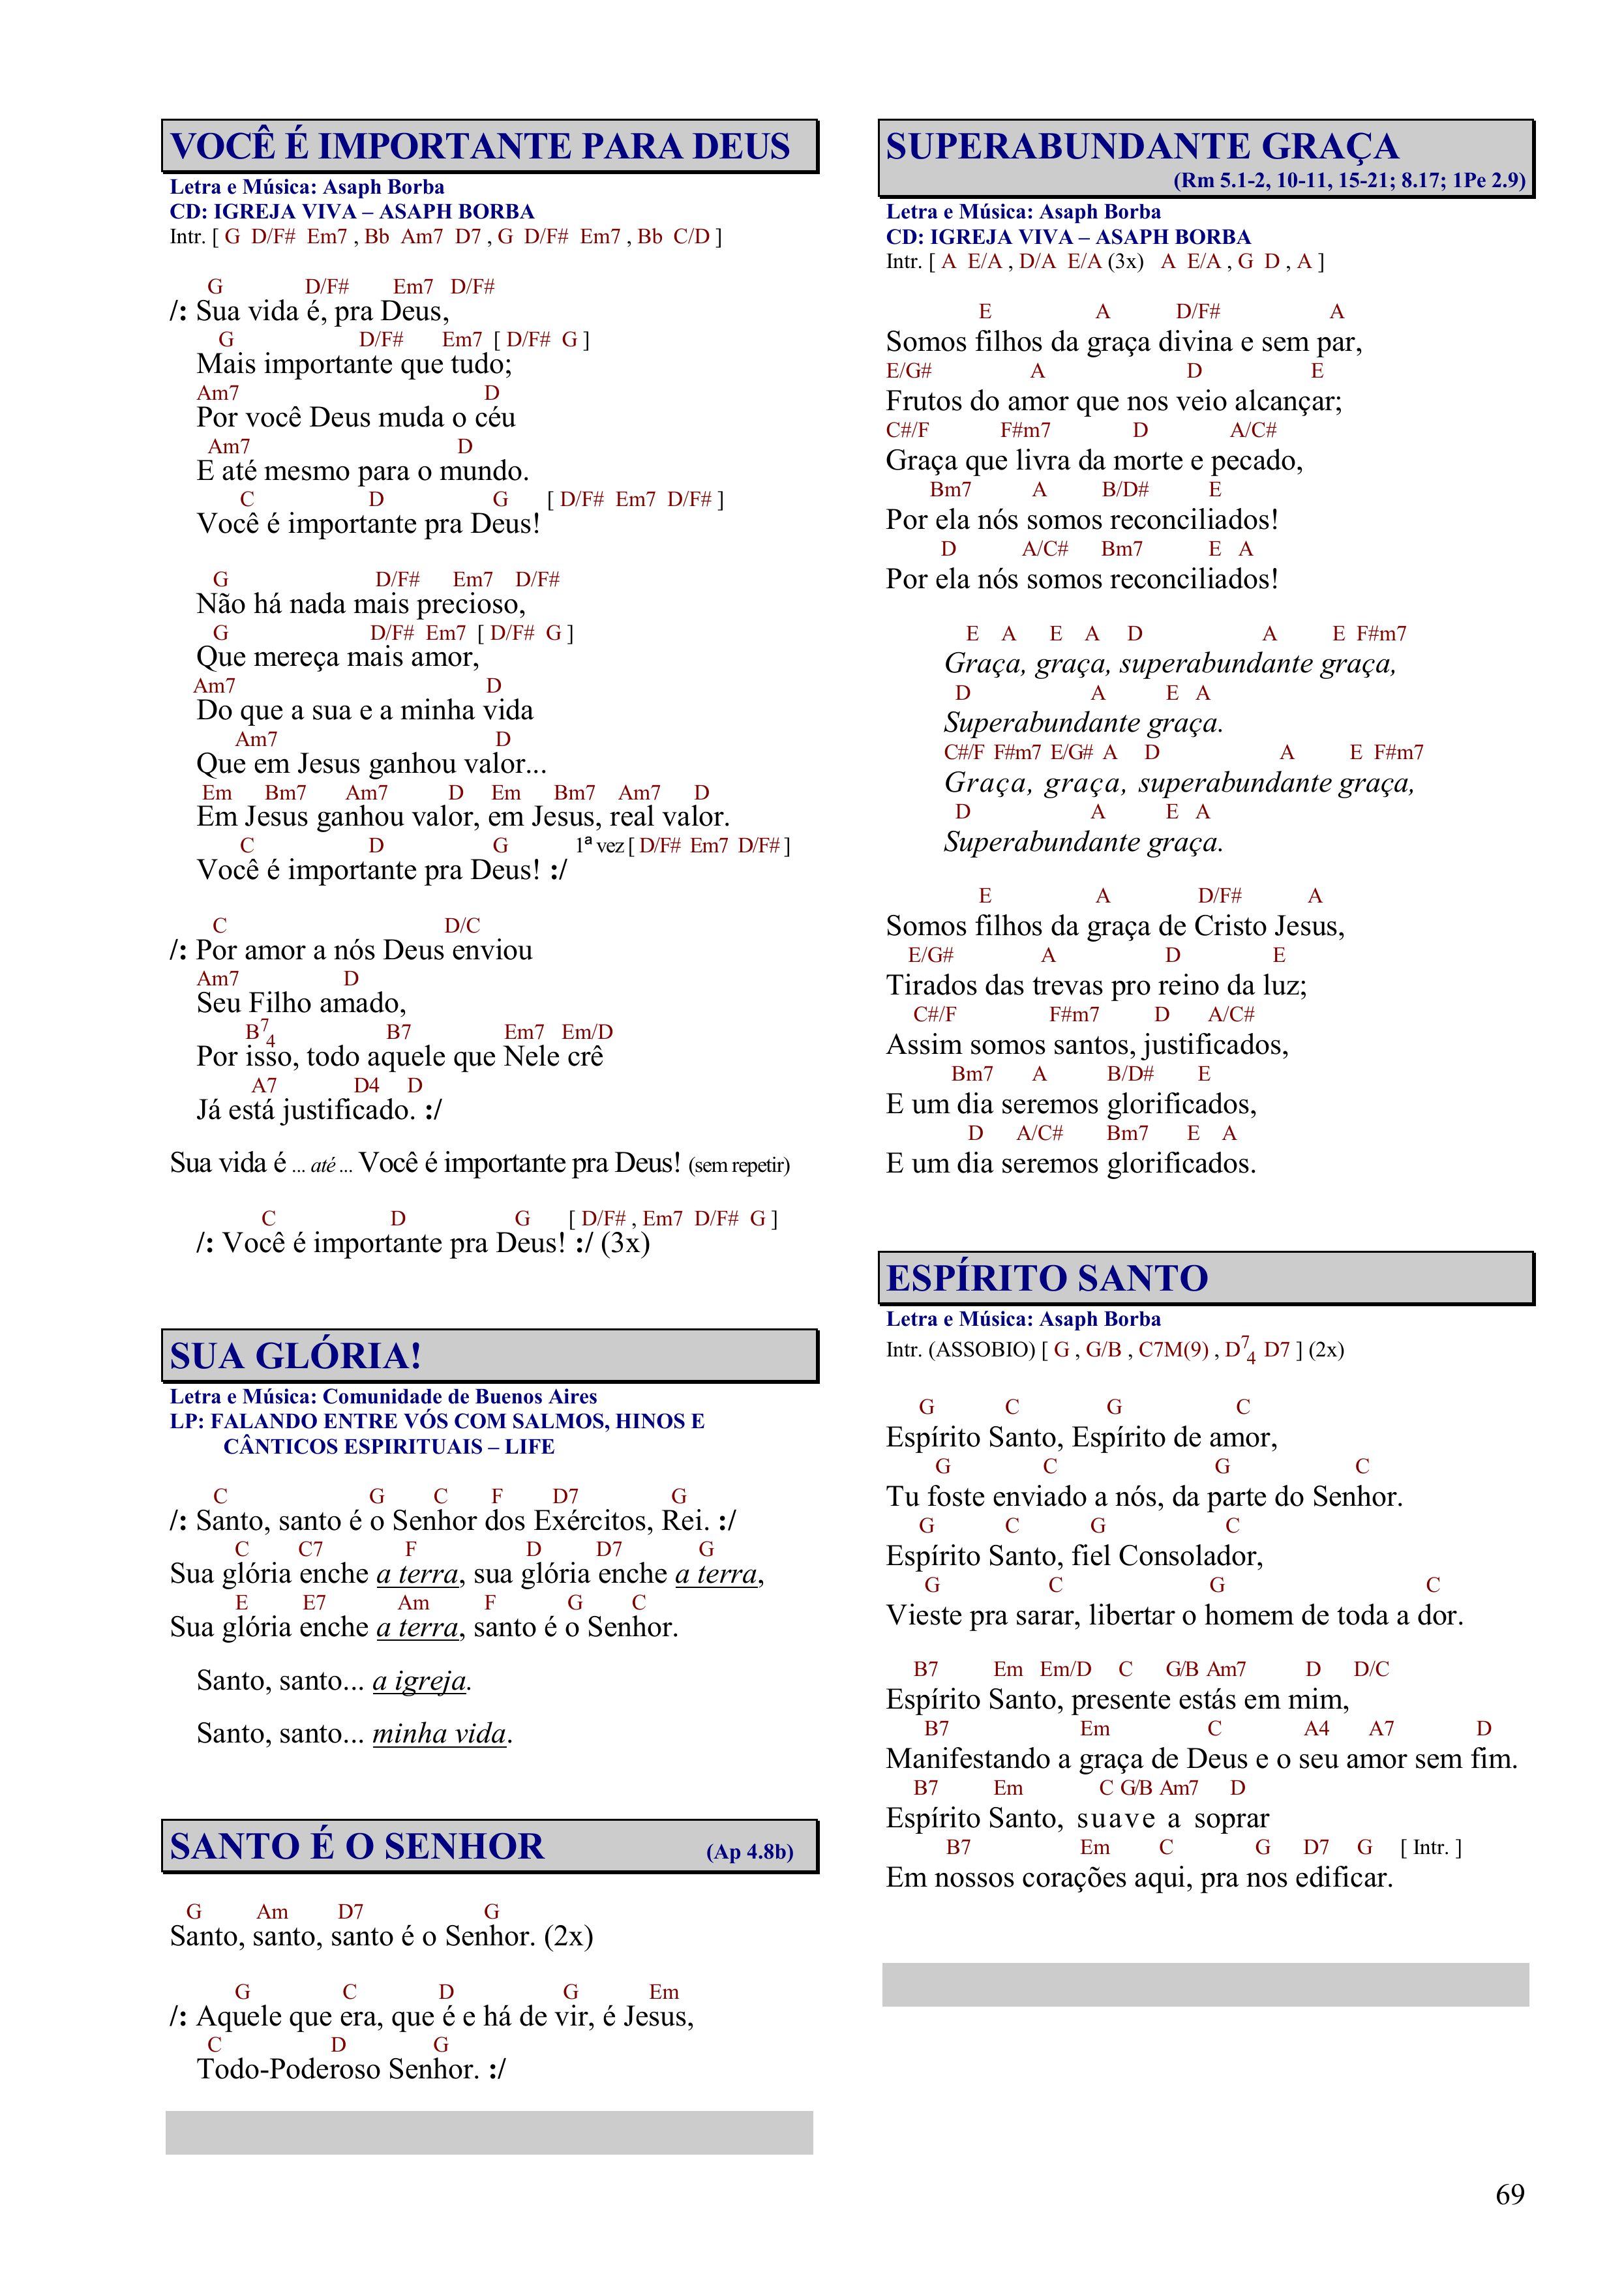 VOCÊ É IMPORTANTE PARA DEUS
Letra e Música: Asaph Borba
CD: IGREJA VIVA – ASAPH BORBA
Intr. [ G D/F# Em7 , Bb Am7 D7 , G D/F# Em7 , Bb C/D ]
G D/F# Em7 D/F#
/: Sua vida é, pra Deus,
G D/F# Em7 [ D/F# G ]
Mais importante que tudo;
Am7 D
Por você Deus muda o céu
Am7 D
E até mesmo para o mundo.
C D G [ D/F# Em7 D/F# ]
Você é importante pra Deus!
G D/F# Em7 D/F#
Não há nada mais precioso,
G D/F# Em7 [ D/F# G ]
Que mereça mais amor,
Am7 D
Do que a sua e a minha vida
Am7 D
Que em Jesus ganhou valor...
Em Bm7 Am7 D Em Bm7 Am7 D
Em Jesus ganhou valor, em Jesus, real valor.
C D G 1ª vez [ D/F# Em7 D/F# ]
Você é importante pra Deus! :/
C D/C
/: Por amor a nós Deus enviou
Am7 D
Seu Filho amado,
B7 4 B7 Em7 Em/D
Por isso, todo aquele que Nele crê
A7 D4 D
Já está justificado. :/
Sua vida é ... até ... Você é importante pra Deus! (sem repetir)
C D G [ D/F# , Em7 D/F# G ]
/: Você é importante pra Deus! :/ (3x)
SUA GLÓRIA!
Letra e Música: Comunidade de Buenos Aires
LP: FALANDO ENTRE VÓS COM SALMOS, HINOS E
CÂNTICOS ESPIRITUAIS – LIFE
C G C F D7 G
/: Santo, santo é o Senhor dos Exércitos, Rei. :/
C C7 F D D7 G
Sua glória enche a terra, sua glória enche a terra,
E E7 Am F G C
Sua glória enche a terra, santo é o Senhor.
Santo, santo... a igreja.
Santo, santo... minha vida.
SANTO É O SENHOR (Ap 4.8b)
G Am D7 G
Santo, santo, santo é o Senhor. (2x)
G C D G Em
/: Aquele que era, que é e há de vir, é Jesus,
C D G
Todo-Poderoso Senhor. :/
SUPERABUNDANTE GRAÇA
(Rm 5.1-2, 10-11, 15-21; 8.17; 1Pe 2.9)
Letra e Música: Asaph Borba
CD: IGREJA VIVA – ASAPH BORBA
Intr. [ A E/A , D/A E/A (3x) A E/A , G D , A ]
E A D/F# A
Somos filhos da graça divina e sem par,
E/G# A D E
Frutos do amor que nos veio alcançar;
C#/F F#m7 D A/C#
Graça que livra da morte e pecado,
Bm7 A B/D# E
Por ela nós somos reconciliados!
D A/C# Bm7 E A
Por ela nós somos reconciliados!
E A E A D A E F#m7
Graça, graça, superabundante graça,
D A E A
Superabundante graça.
C#/F F#m7 E/G# A D A E F#m7
Graça, graça, superabundante graça,
D A E A
Superabundante graça.
E A D/F# A
Somos filhos da graça de Cristo Jesus,
E/G# A D E
Tirados das trevas pro reino da luz;
C#/F F#m7 D A/C#
Assim somos santos, justificados,
Bm7 A B/D# E
E um dia seremos glorificados,
D A/C# Bm7 E A
E um dia seremos glorificados.
ESPÍRITO SANTO
Letra e Música: Asaph Borba
Intr. (ASSOBIO) [ G , G/B , C7M(9) , D7 4 D7 ] (2x)
G C G C
Espírito Santo, Espírito de amor,
G C G C
Tu foste enviado a nós, da parte do Senhor.
G C G C
Espírito Santo, fiel Consolador,
G C G C
Vieste pra sarar, libertar o homem de toda a dor.
B7 Em Em/D C G/B Am7 D D/C
Espírito Santo, presente estás em mim,
B7 Em C A4 A7 D
Manifestando a graça de Deus e o seu amor sem fim.
B7 Em C G/B Am7 D
Espírito Santo, suave a soprar
B7 Em C G D7 G [ Intr. ]
Em nossos corações aqui, pra nos edificar.
69